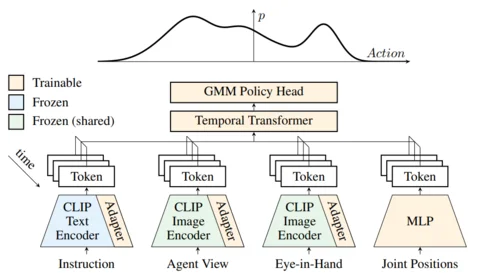 p
Action
Trainable
Frozen
Frozen (shared)
GMM Policy Head
Temporal Transformer
time
Token
Token
Token
Token
CLIP
Text
Encoder
Adapter
CLIP
Image
Encoder
Adapter
CLIP
Image
Encoder
Adapter
MLP
Instruction
Agent View
Eye-in-Hand
Joint Positions